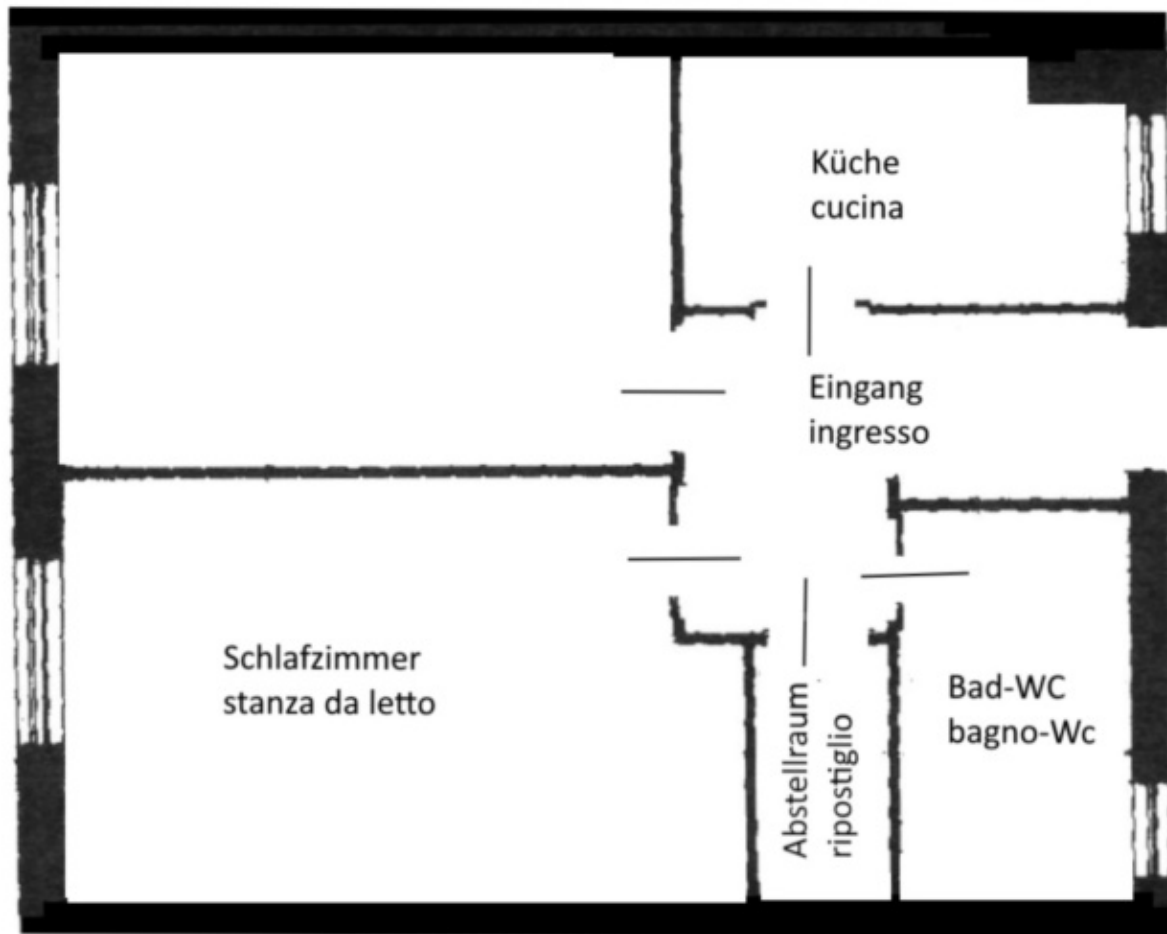 Küche
cucina
Eingang
ingresso
Schlafzimmer
stanza da letto
Abstellraum
ripostiglio
Bad-WC
bagno-Wc